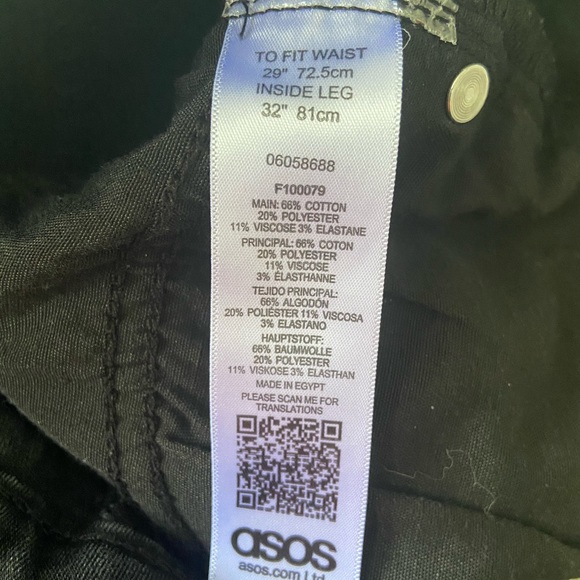 TO FIT WAIST
29" 72.5cm
INSIDE LEG
32" 81cm
06058688
F100079
MAIN: 66% COTTON
20% POLYESTER
11% VISCOSE 3% ELASTANE
PRINCIPAL: 66% COTON
20% POLYESTER
11% VISCOSE
3% ÉLASTHANNE
TEJIDO PRINCIPAL:
66% ALGODÓN
20% POLIÉSTER 11% VISCOSA
3% ELASTANO
HAUPTSTOFF:
66% BAUMWOLLE
20% POLYESTER
11% VISKOSE 3% ELASTHAN
MADE IN EGYPT
PLEASE SCAN ME FOR
TRANSLATIONS
asos
asos.com Ltd